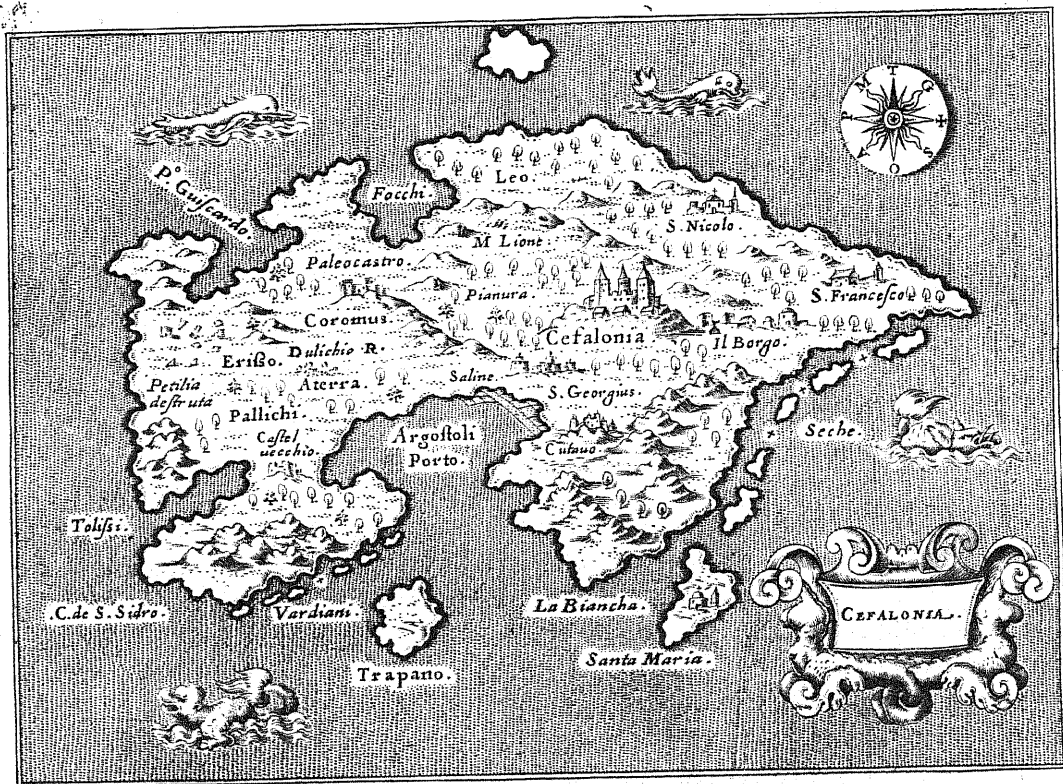 T
G
✠
S
O
A
P
M
Pº. Guiscardo.
Focchi.
Leo.
S. Nicolo.
M Lione.
Paleocastro.
Pianura.
S. Francesco
Coromus.
Cefalonia.
Il Borgo.
Dulichio R.
Erißo.
Saline.
Petilia
destruta
Aterra.
S. Georgius.
Pallichi.
Castel
uecchio.
Argostoli
Porto.
Seche.
Cutauo
Tolissi.
.C. de S. Sidro.
Vardiani.
La Biancha.
CEFALONIA.
Trapano.
Santa Maria.